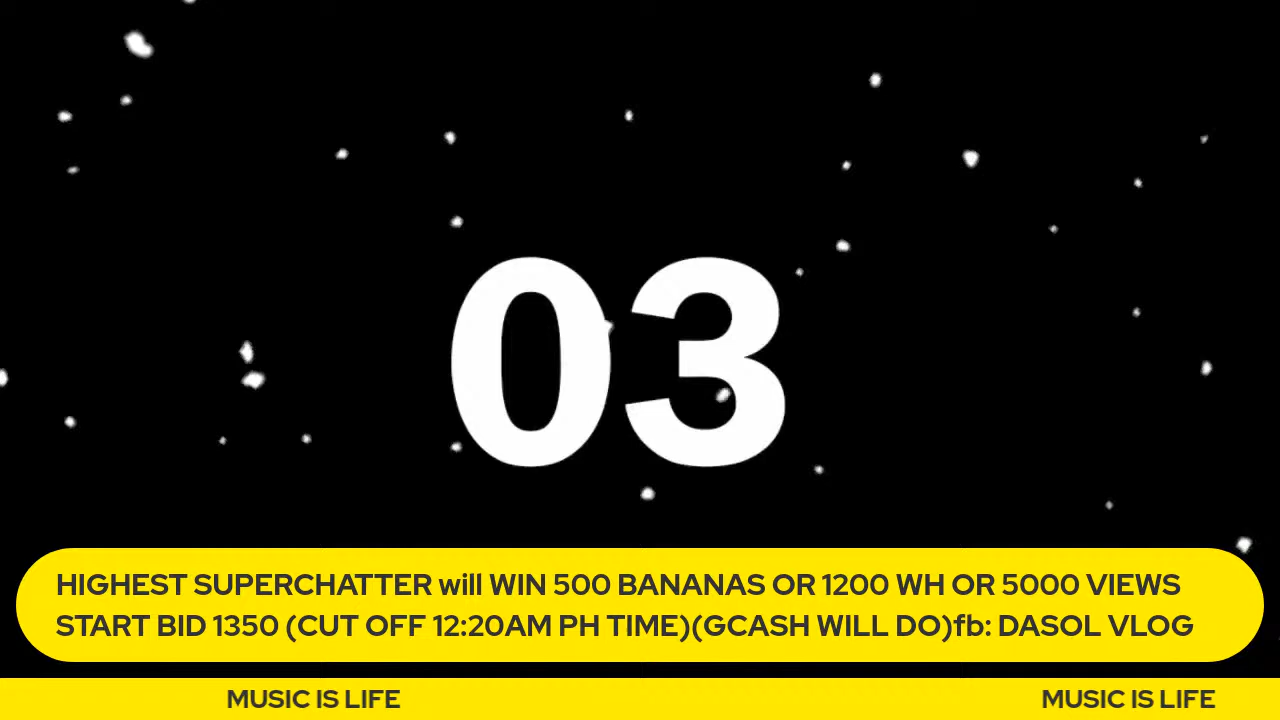 03
HIGHEST SUPERCHATTER will WIN 500 BANANAS OR 1200 WH OR 5000 VIEWS
START BID 1350 (CUT OFF 12:20AM PH TIME)(GCASH WILL DO)fb: DASOL VLOG
MUSIC IS LIFE MUSIC IS LIFE